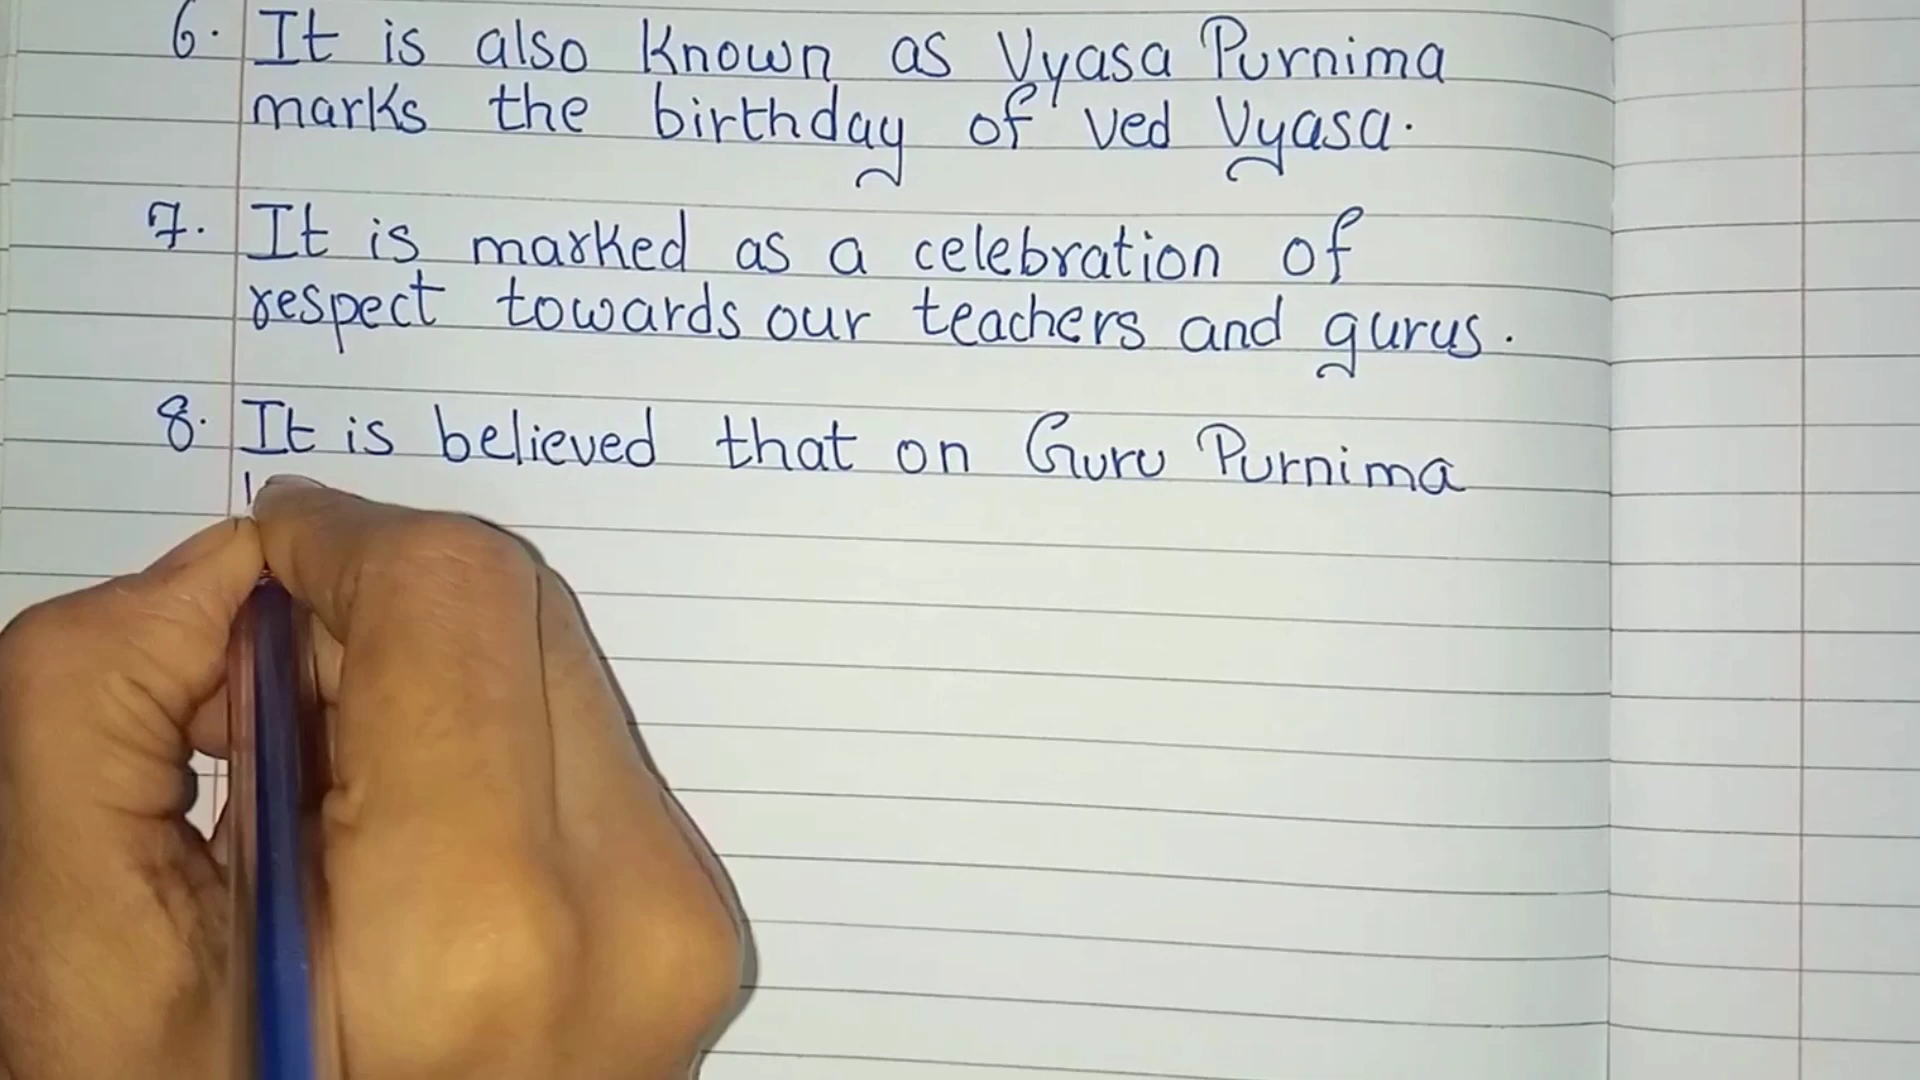 6. It is also Known as Vyasa Purnima
marks the birthday of ved Vyasa.
7. It is marked as a celebration of
respect towards our teachers and gurus.
8. It is believed that on Guru Purnima